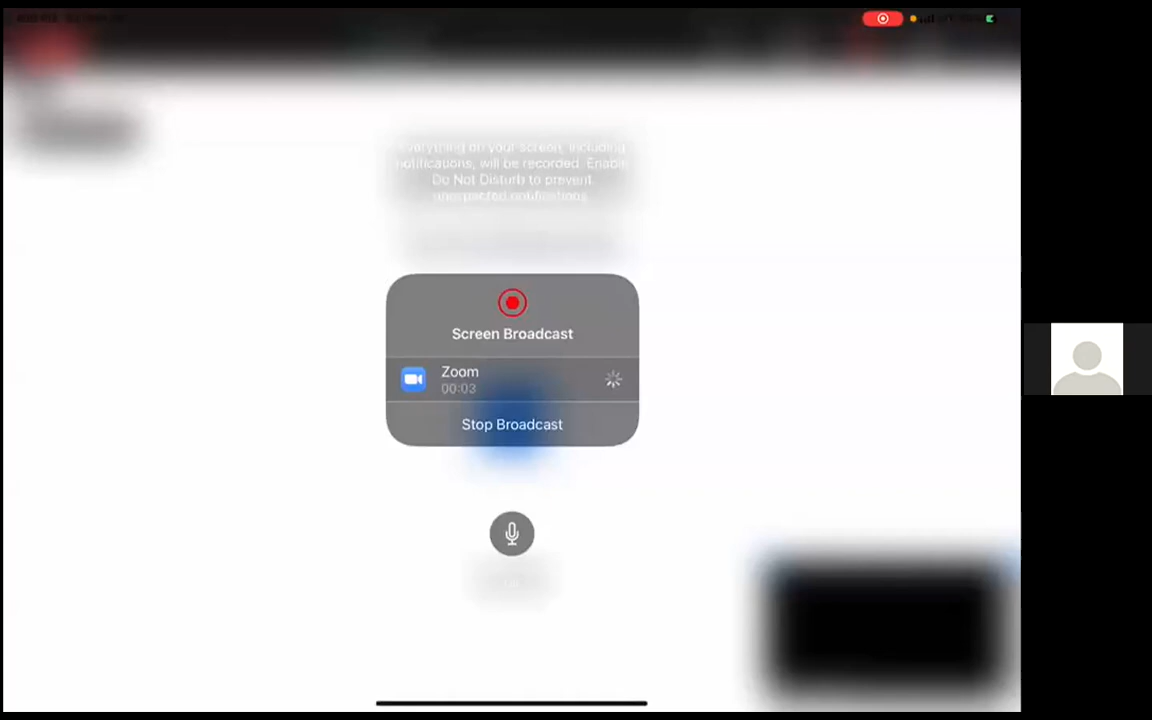 Everything on your screen, including
notifications, will be recorded. Enable
Do Not Disturb to prevent
unexpected notifications.
Screen Broadcast
Zoom
00:03
Stop Broadcast